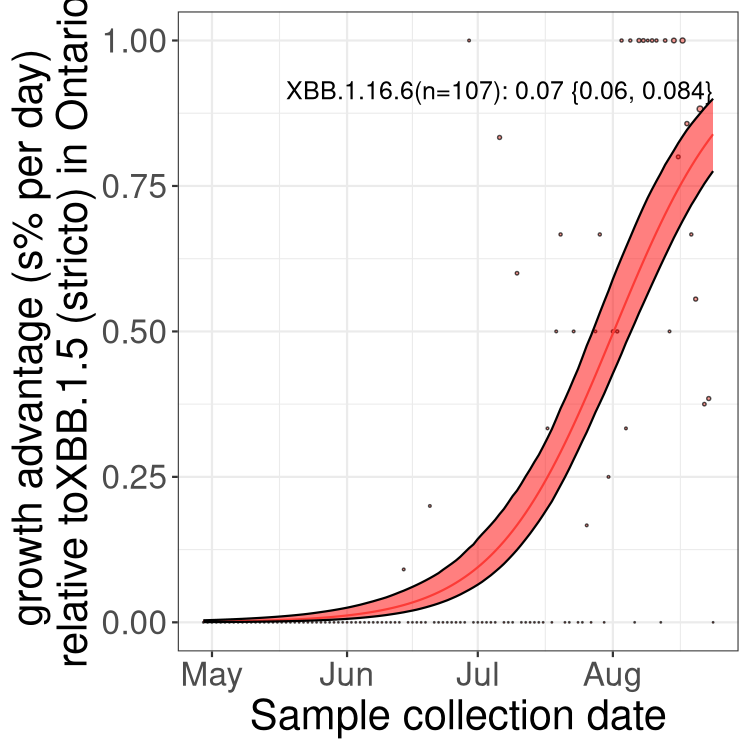 growth advantage (s% per day)
relative toXBB.1.5 (stricto) in Ontario
1.00
0.75
0.50
0.25
0.00
XBB.1.16.6(n=107): 0.07 {0.06, 0.084}
May Jun Jul Aug
Sample collection date